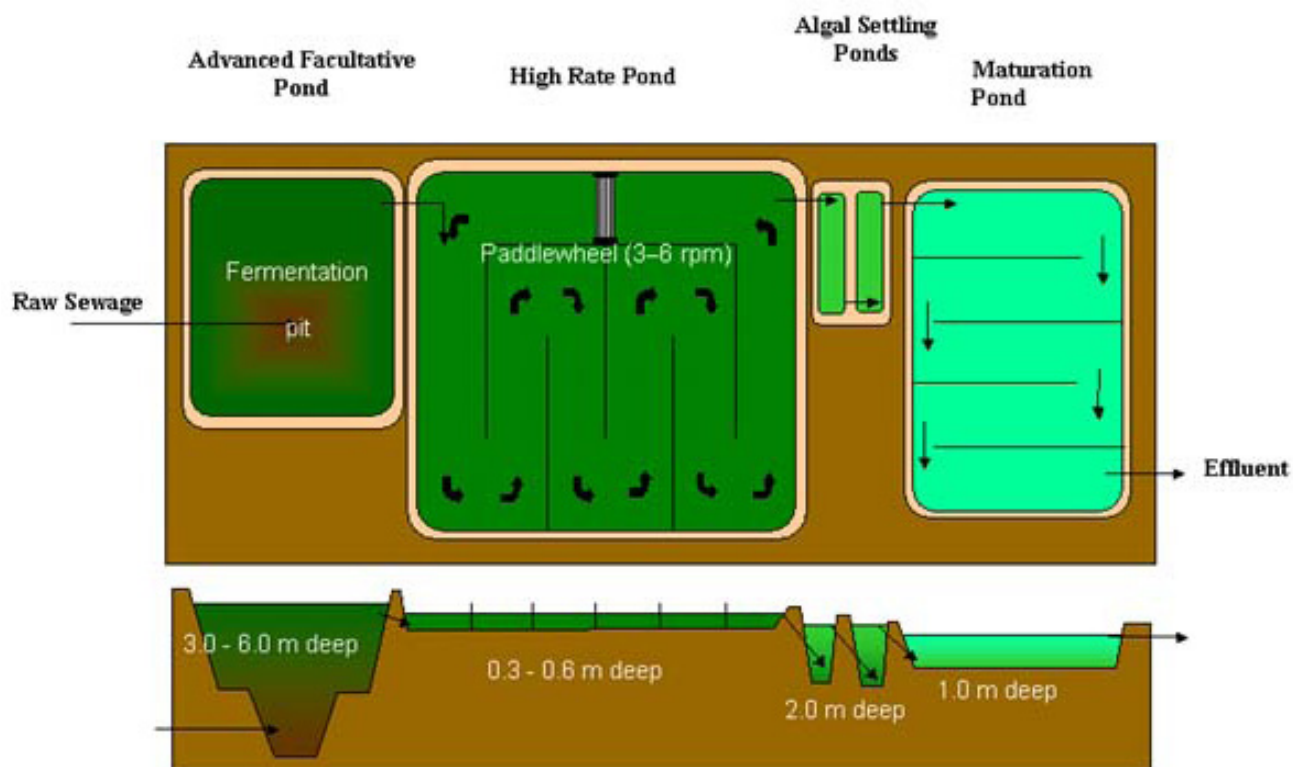 Advanced Facultative
Pond
High Rate Pond
Algal Settling
Ponds
Maturation
Pond
Raw Sewage
Fermentation
pit
Paddlewheel (3–6 rpm)
Effluent
3.0 - 6.0 m deep
0.3 - 0.6 m deep
2.0 m deep
1.0 m deep